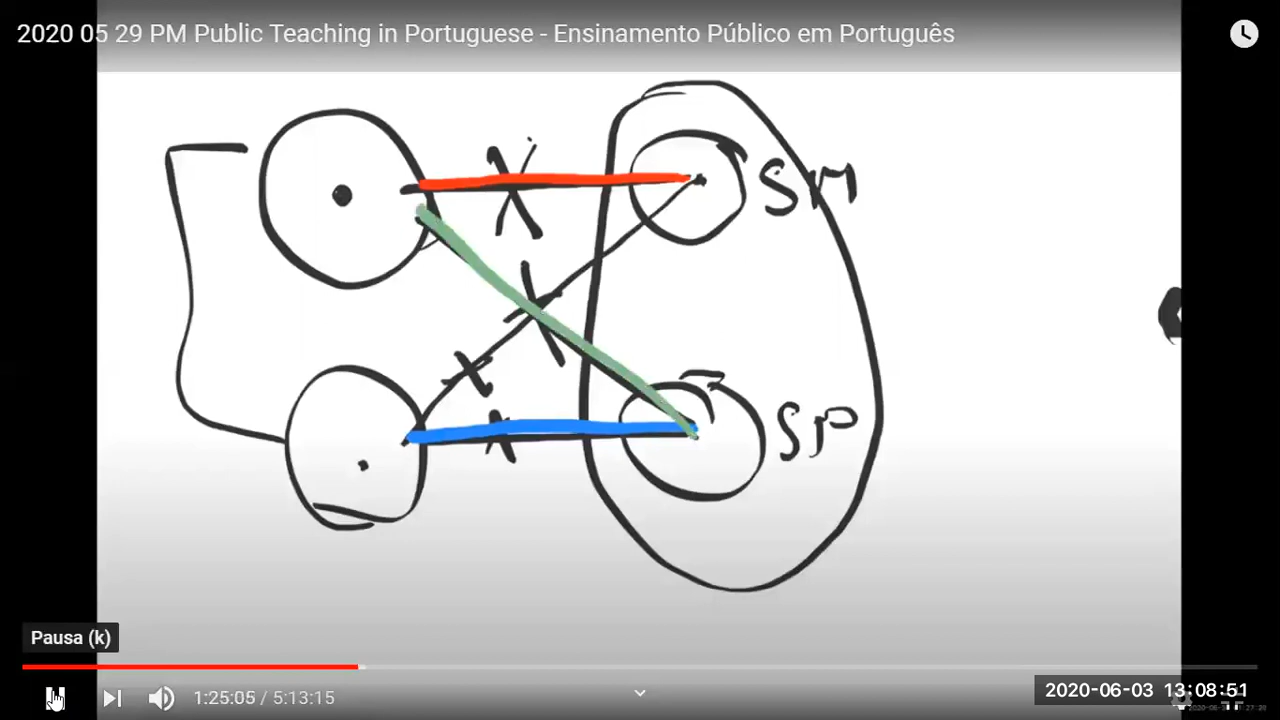 2020 05 29 PM Public Teaching in Portuguese - Ensinamento Público em Português
SM
SP
Pausa (k)
1:25:05 / 5:13:15
2020-06-03 13:08:51